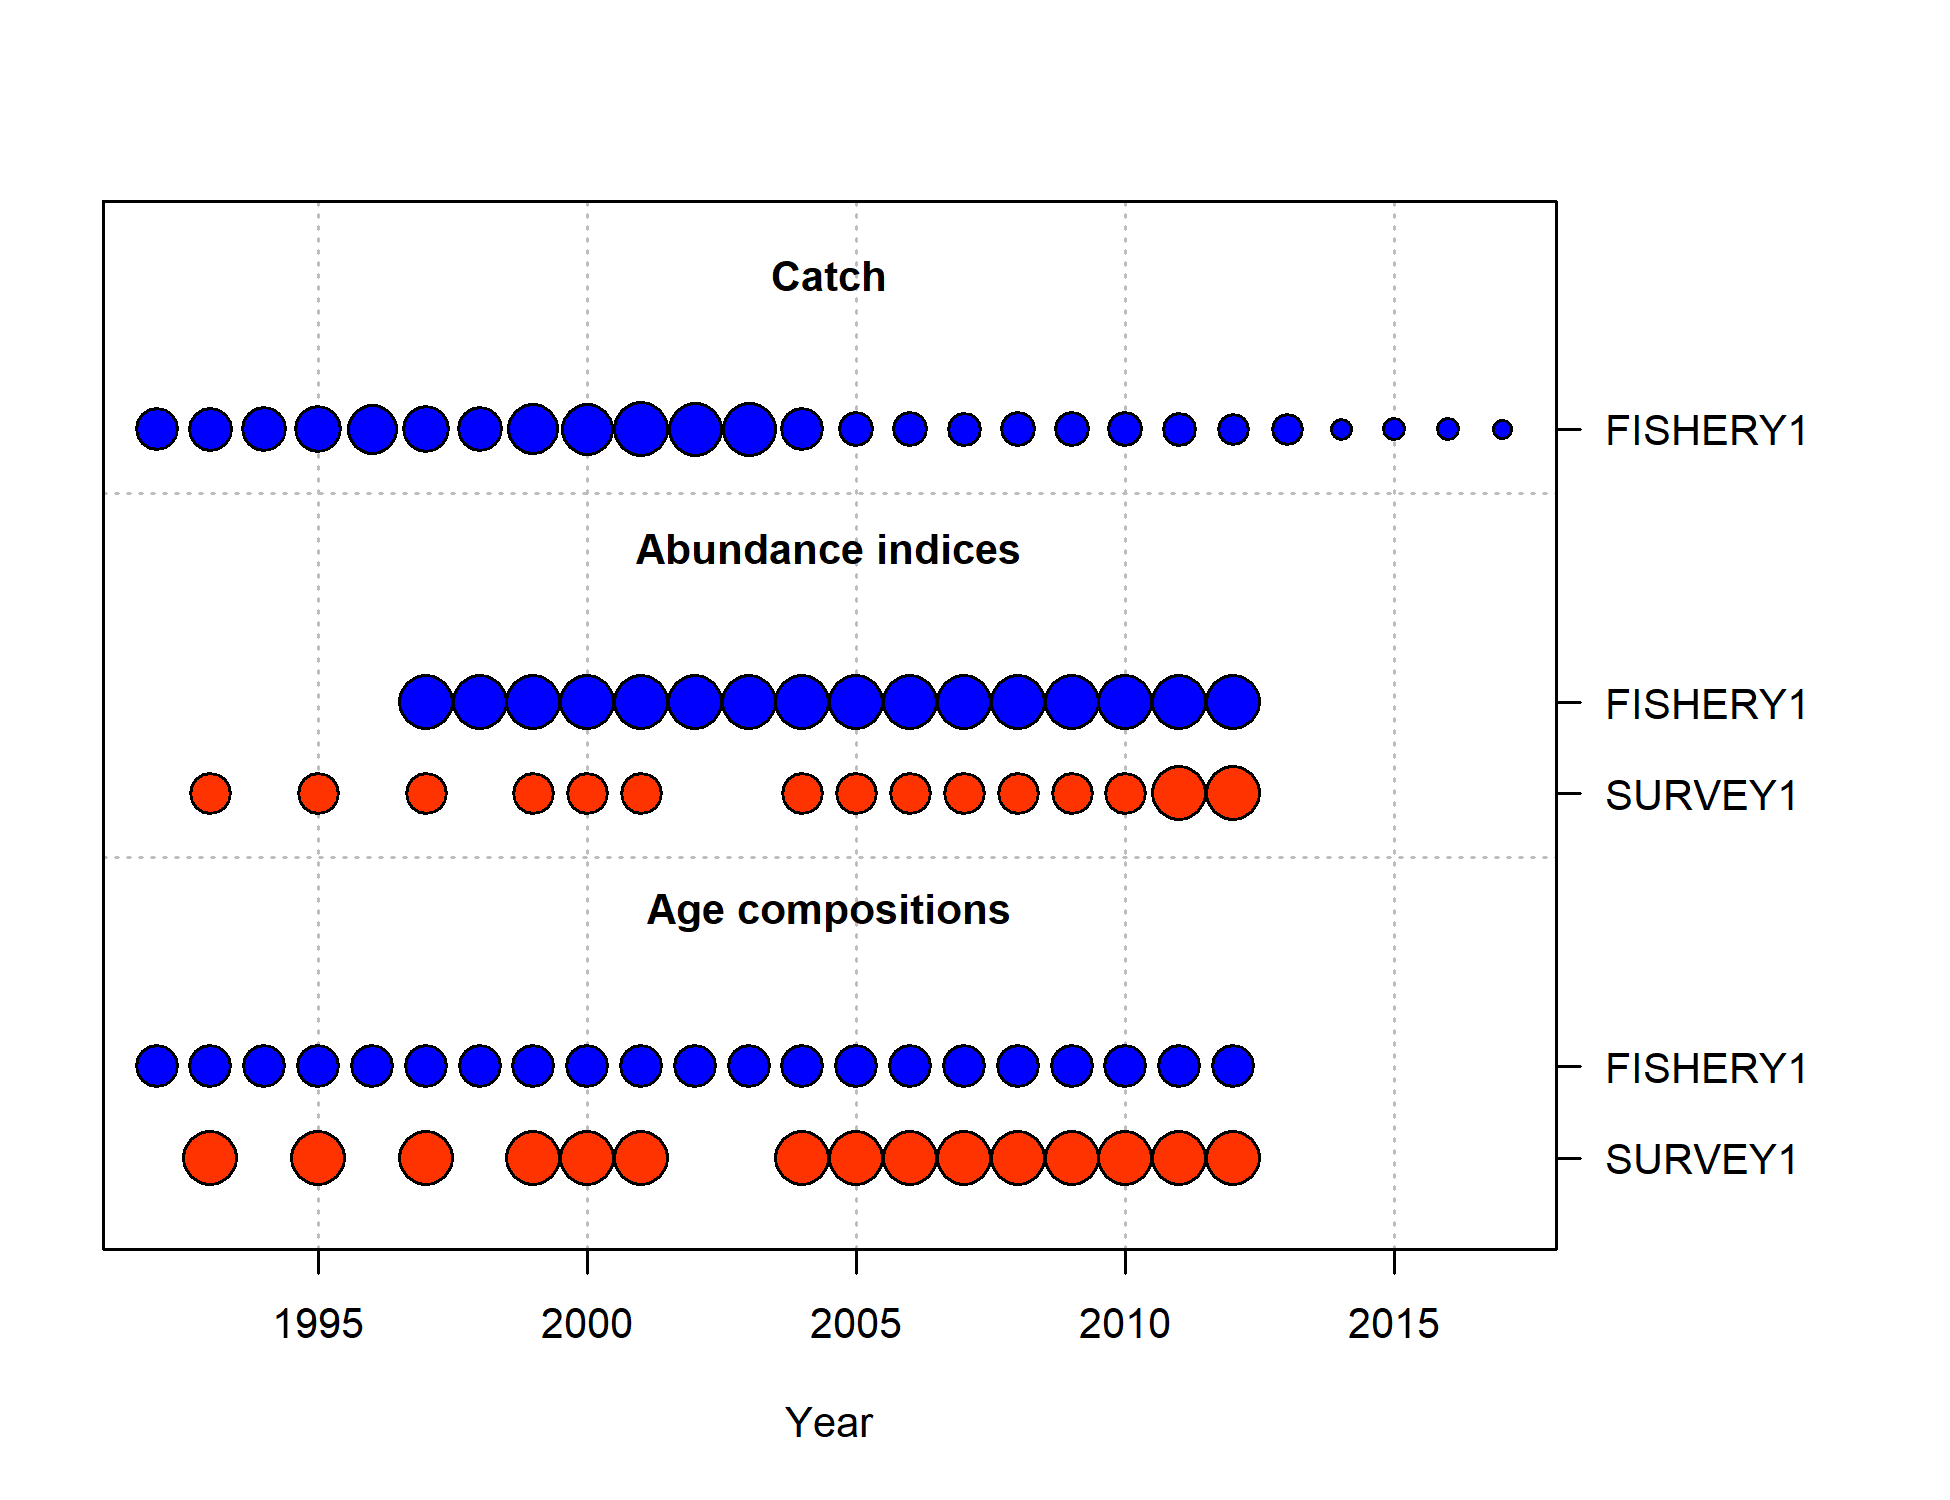 Catch
FISHERY1
Abundance indices
FISHERY1
SURVEY1
Age compositions
FISHERY1
SURVEY1
1995 2000 2005 2010 2015
Year